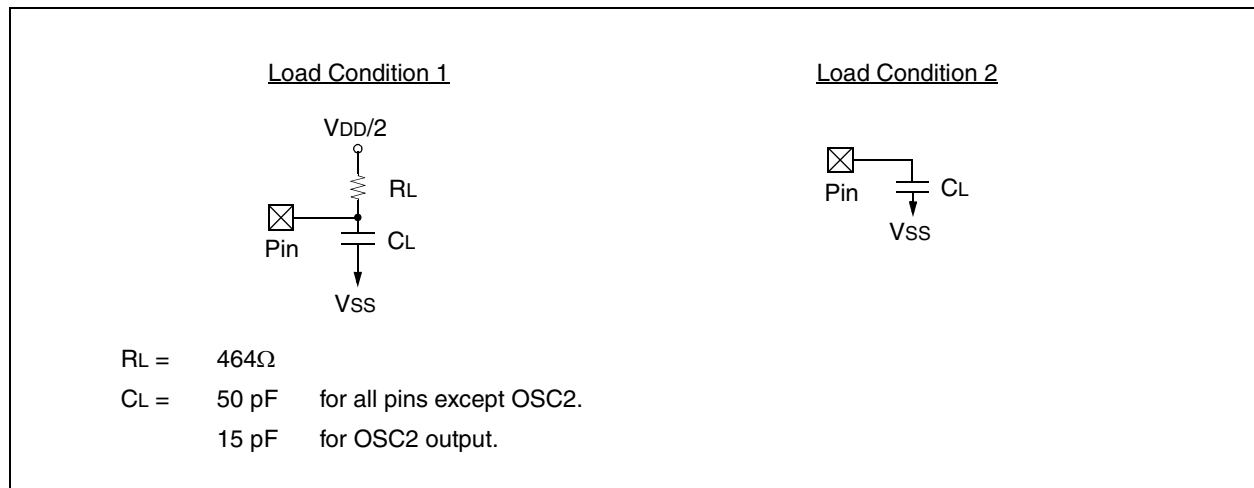 Load Condition 1
VDD/2
RL
Pin
CL
VSS
Load Condition 2
Pin
CL
VSS
RL = 464Ω
CL = 50 pF for all pins except OSC2.
15 pF for OSC2 output.